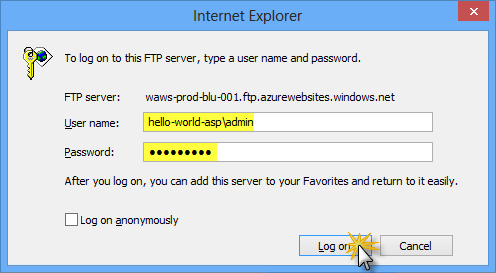 Internet Explorer
To log on to this FTP server, type a user name and password.
FTP server: waws-prod-blu-001.ftp.azurewebsites.windows.net
User name: hello-world-asp\admin
Password: •••••••••
After you log on, you can add this server to your Favorites and return to it easily.
Log on anonymously
Log on Cancel